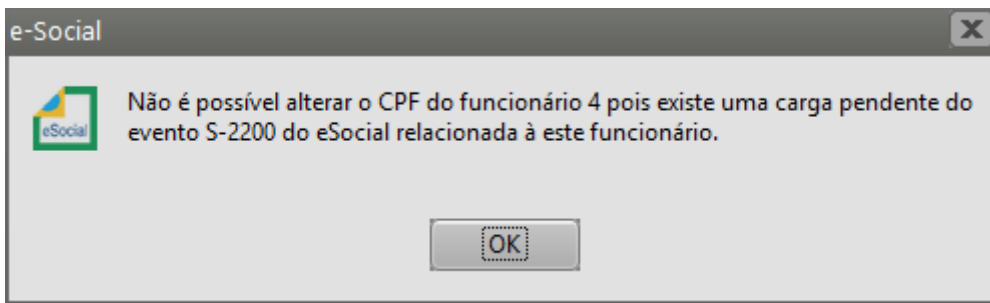 e-Social
Não é possível alterar o CPF do funcionário 4 pois existe uma carga pendente do
evento S-2200 do eSocial relacionada à este funcionário.
eSocial
OK